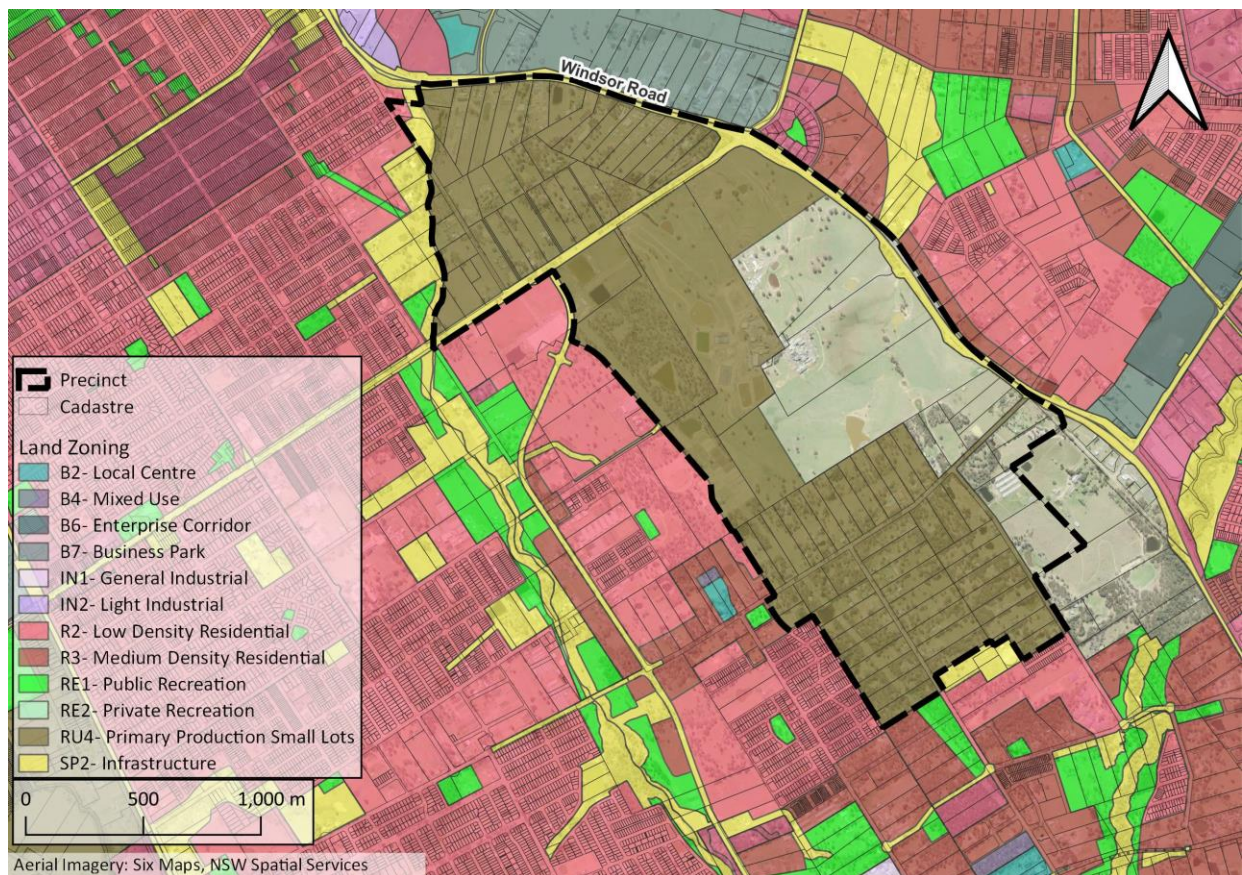 Windsor Road
Precinct
Cadastre
Land Zoning
B2- Local Centre
B4- Mixed Use
B6- Enterprise Corridor
B7- Business Park
IN1- General Industrial
IN2- Light Industrial
R2- Low Density Residential
R3- Medium Density Residential
RE1- Public Recreation
RE2- Private Recreation
RU4- Primary Production Small Lots
SP2- Infrastructure
0 500 1,000 m
Aerial Imagery: Six Maps, NSW Spatial Services